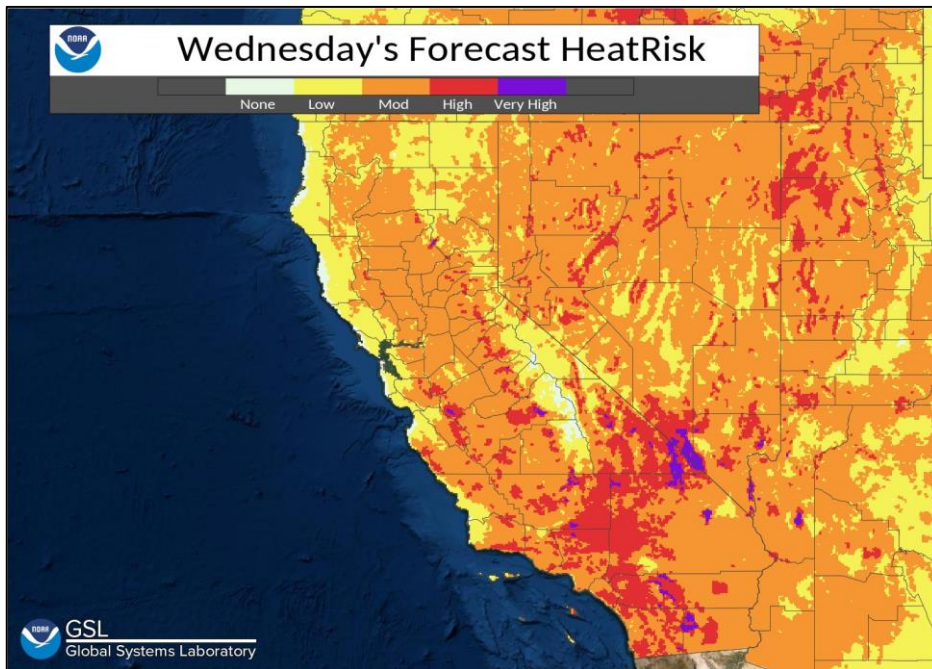 NOAA
Wednesday's Forecast HeatRisk
None Low Mod High Very High
NOAA
GSL
Global Systems Laboratory